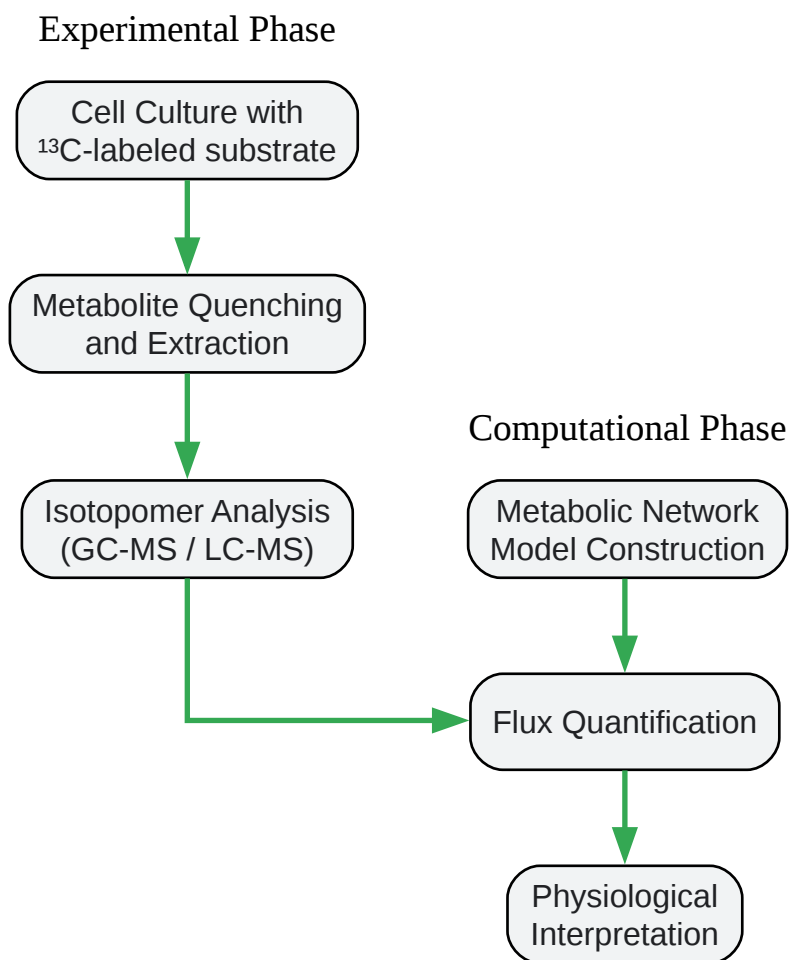 Experimental Phase
Cell Culture with
¹³C-labeled substrate
Metabolite Quenching
and Extraction
Isotopomer Analysis
(GC-MS / LC-MS)
Computational Phase
Metabolic Network
Model Construction
Flux Quantification
Physiological
Interpretation